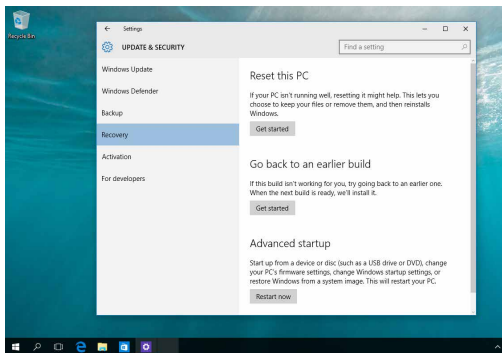 Recycle Bin
Settings
UPDATE & SECURITY
Find a setting
Windows Update
Windows Defender
Backup
Recovery
Activation
For developers
Reset this PC
If your PC isn't running well, resetting it might help. This lets you
choose to keep your files or remove them, and then reinstalls
Windows.
Get started
Go back to an earlier build
If this build isn't working for you, try going back to an earlier one.
When the next build is ready, we'll install it.
Get started
Advanced startup
Start up from a device or disc (such as a USB drive or DVD), change
your PC's firmware settings, change Windows startup settings, or
restore Windows from a system image. This will restart your PC.
Restart now